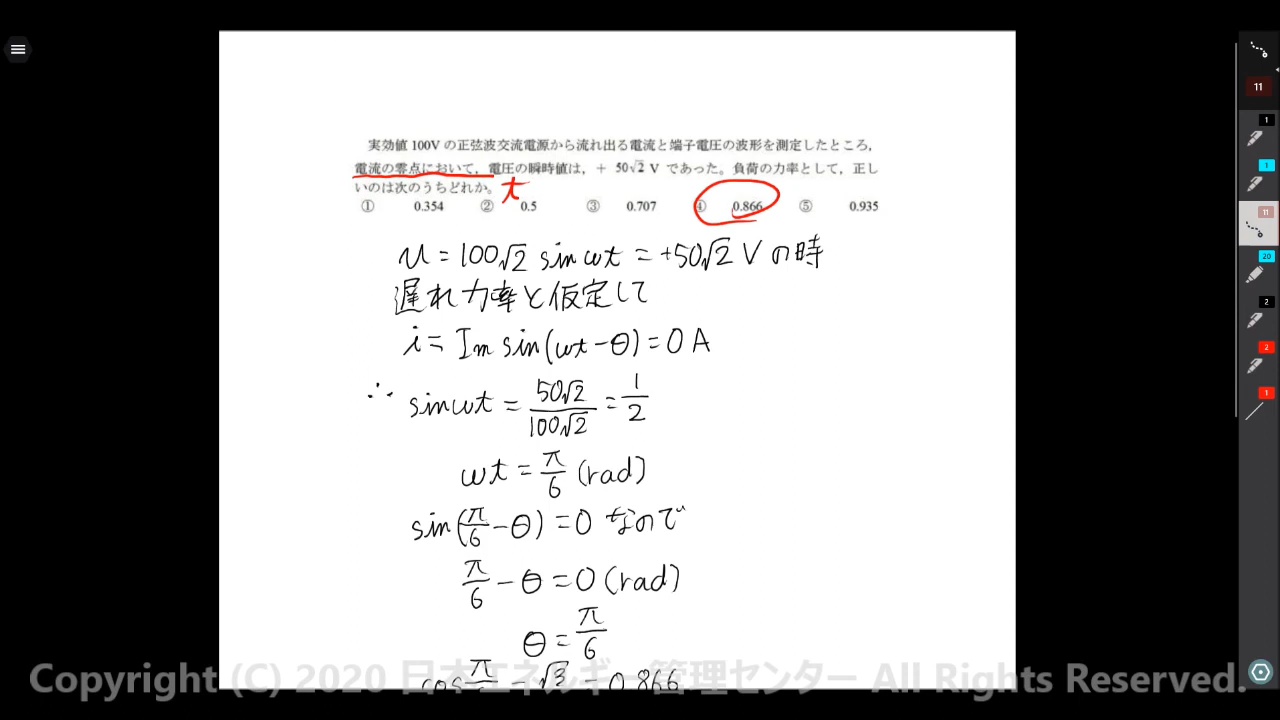 実効値 100V の正弦波交流電源から流れ出る電流と端子電圧の波形を測定したところ，
電流の零点において，電圧の瞬時値は，＋ 50√2 V であった。負荷の力率として，正し
いのは次のうちどれか。
t
① 0.354 ② 0.5 ③ 0.707 ④ 0.866 ⑤ 0.935
u = 100√2 sin ωt = +50√2 V の時
遅れ力率と仮定して
i = Im sin(ωt − θ) = 0 A
∴ sin ωt = 50√2/100√2 = 1/2
ωt = π/6 (rad)
sin(π/6 − θ) = 0 なので
π/6 − θ = 0 (rad)
θ = π/6
Copyright (C) 2020 日本エネルギー管理センター All Rights Reserved.
11
1
1
11
20
2
2
1